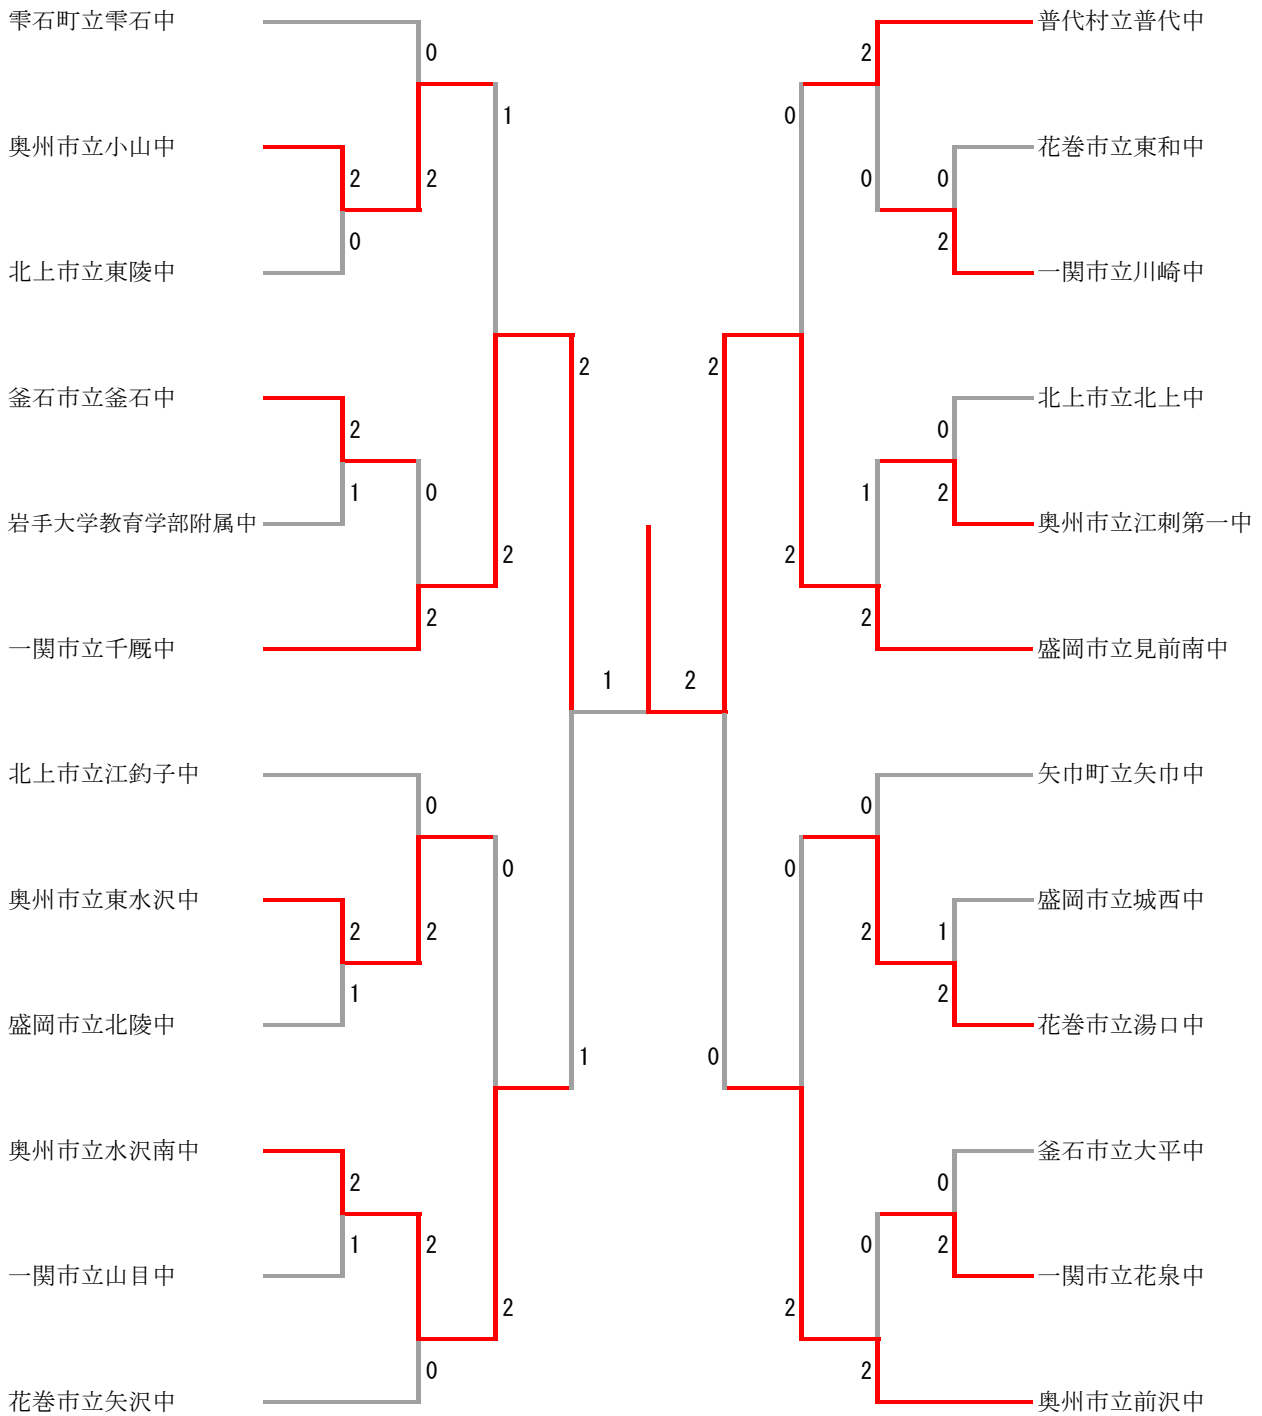 雫石町立雫石中
普代村立普代中
0
2
1
0
奥州市立小山中
花巻市立東和中
2
2
0
0
0
2
北上市立東陵中
一関市立川崎中
2
2
釜石市立釜石中
北上市立北上中
2
0
1
0
1
2
岩手大学教育学部附属中
奥州市立江刺第一中
2
2
2
2
一関市立千厩中
盛岡市立見前南中
1
2
北上市立江釣子中
矢巾町立矢巾中
0
0
0
0
奥州市立東水沢中
盛岡市立城西中
2
2
2
1
1
2
盛岡市立北陵中
花巻市立湯口中
1
0
奥州市立水沢南中
釜石市立大平中
2
0
1
2
0
2
一関市立山目中
一関市立花泉中
2
2
0
2
花巻市立矢沢中
奥州市立前沢中